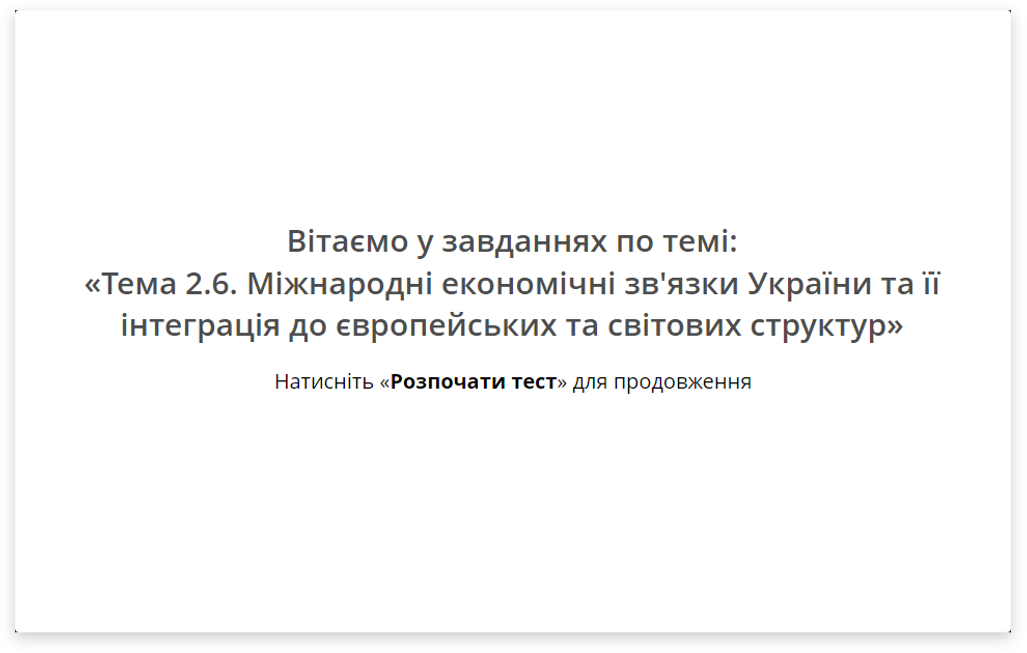 Вітаємо у завданнях по темі:
«Тема 2.6. Міжнародні економічні зв'язки України та її
інтеграція до європейських та світових структур»
Натисніть «Розпочати тест» для продовження